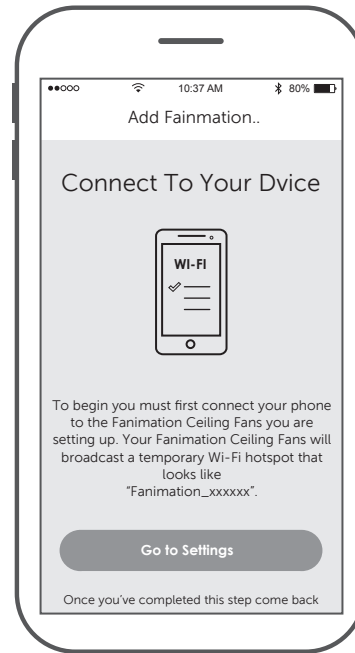 10:37 AM 80%
Add Fainmation..
Connect To Your Dvice
WI-FI
To begin you must first connect your phone
to the Fanimation Ceiling Fans you are
setting up. Your Fanimation Ceiling Fans will
broadcast a temporary Wi-Fi hotspot that
looks like
“Fanimation_xxxxxx”.
Go to Settings
Once you’ve completed this step come back